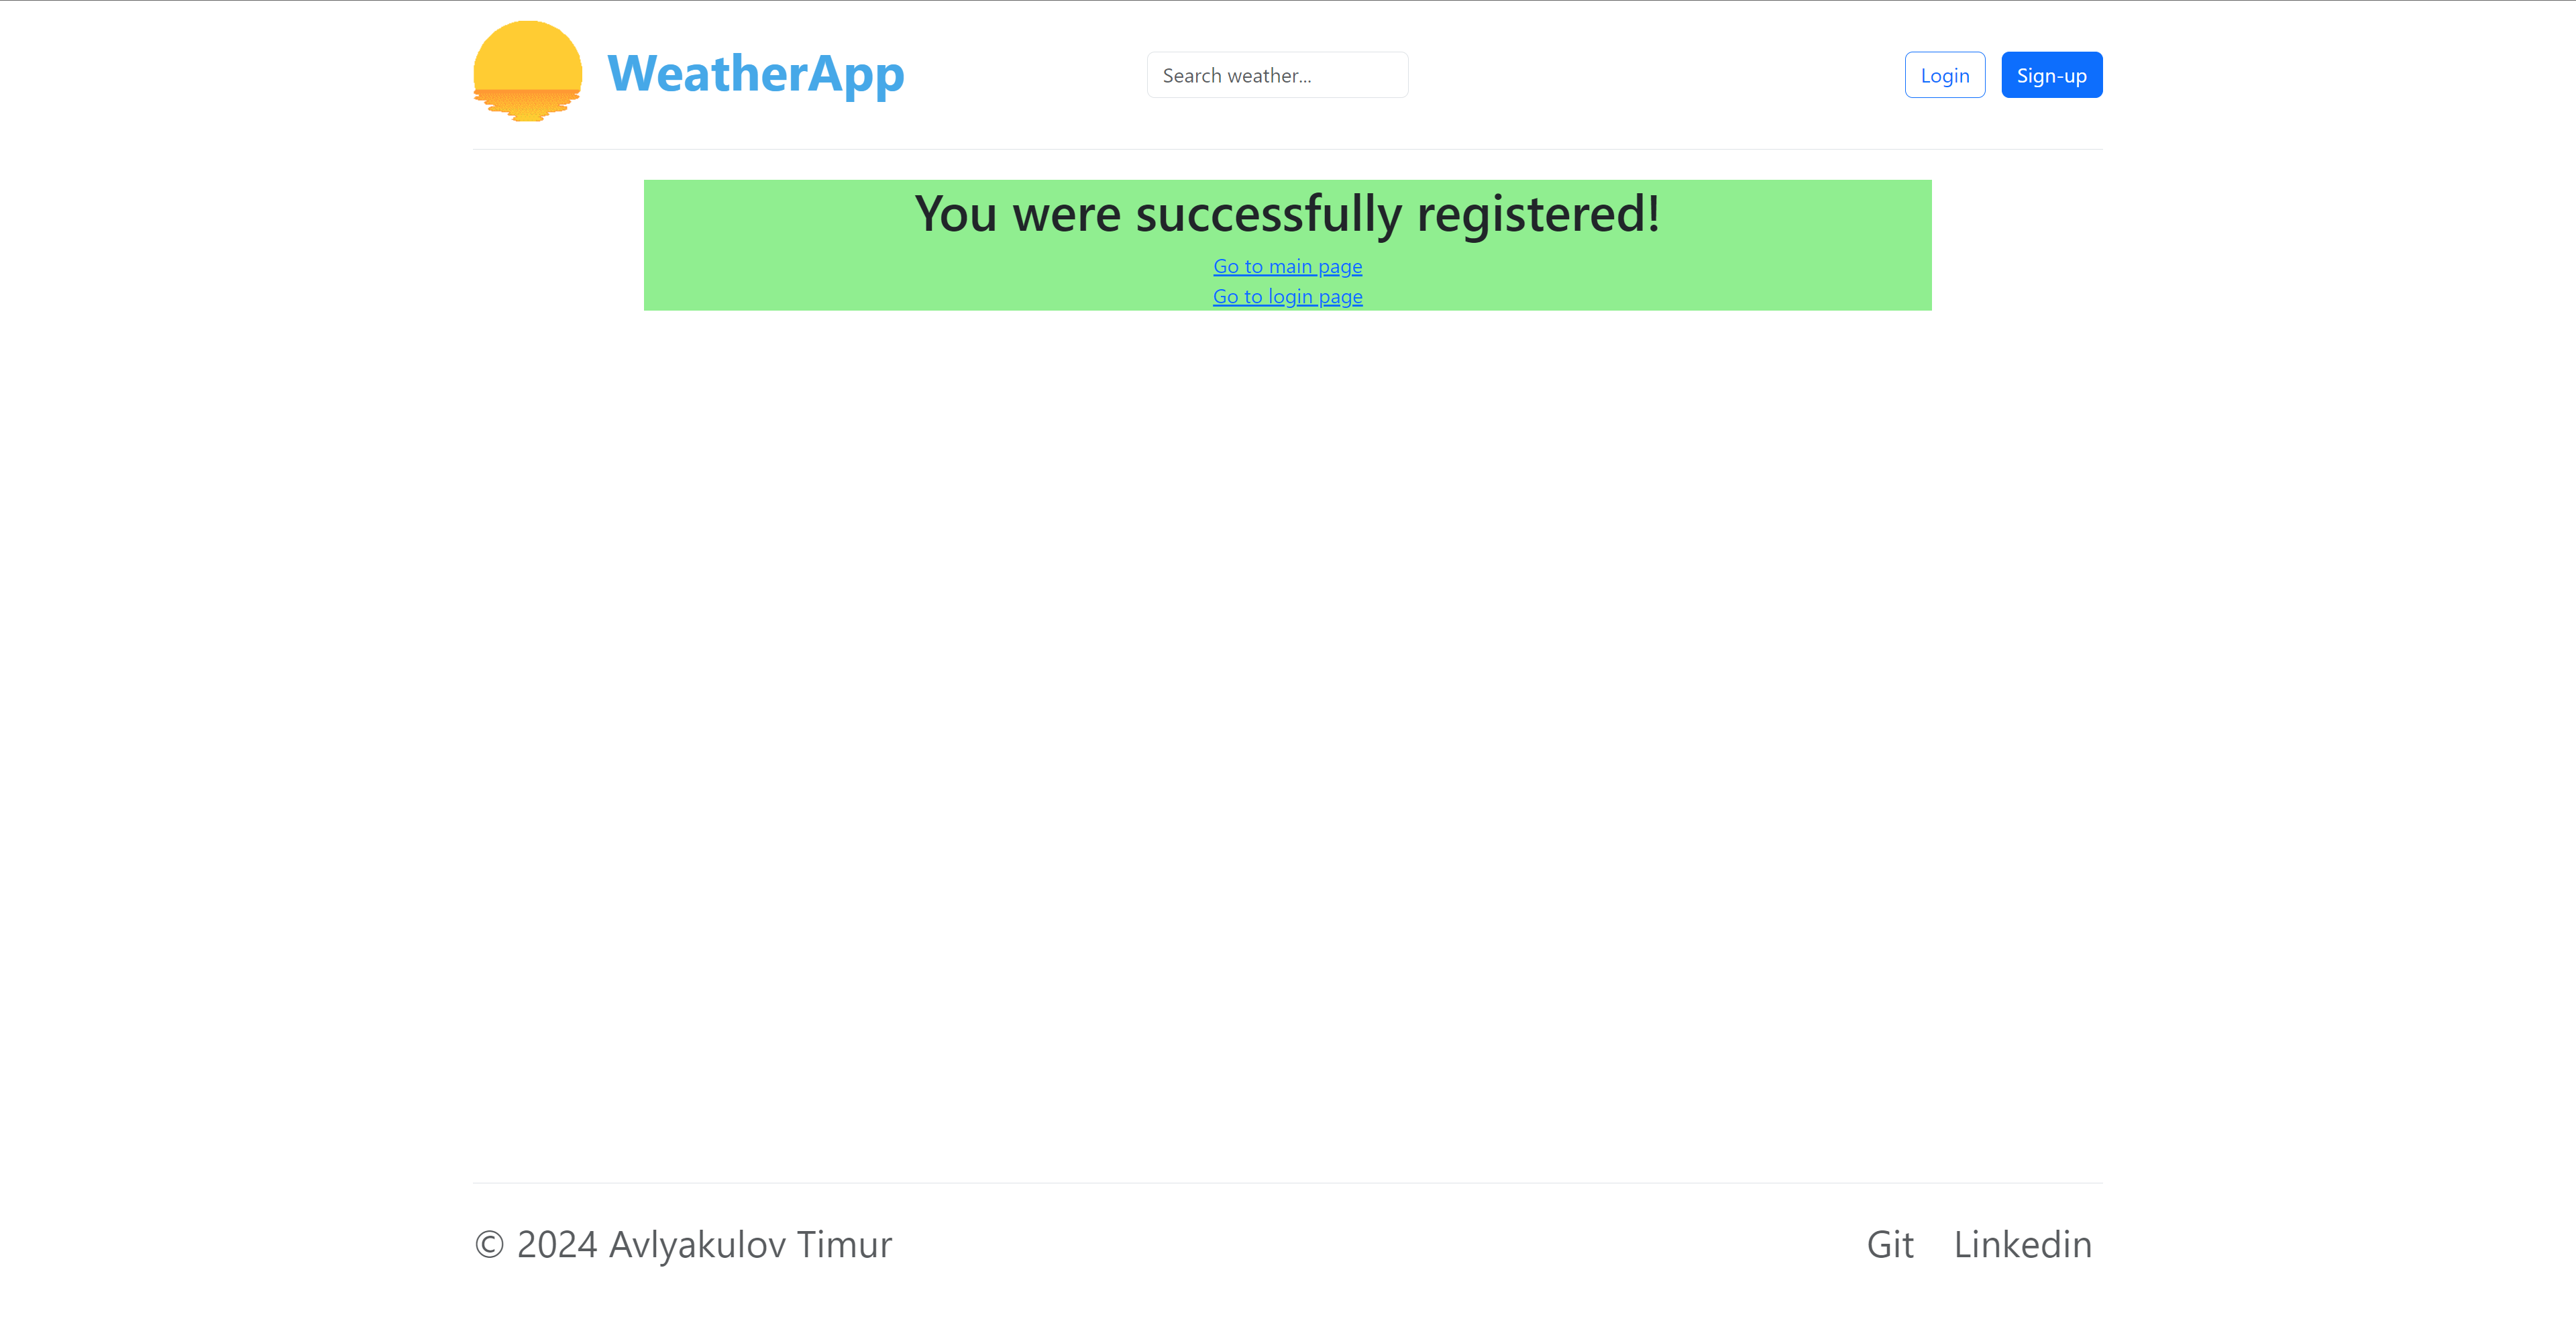 WeatherApp
Search weather...
Login
Sign-up
You were successfully registered!
Go to main page
Go to login page
© 2024 Avlyakulov Timur
Git
Linkedin